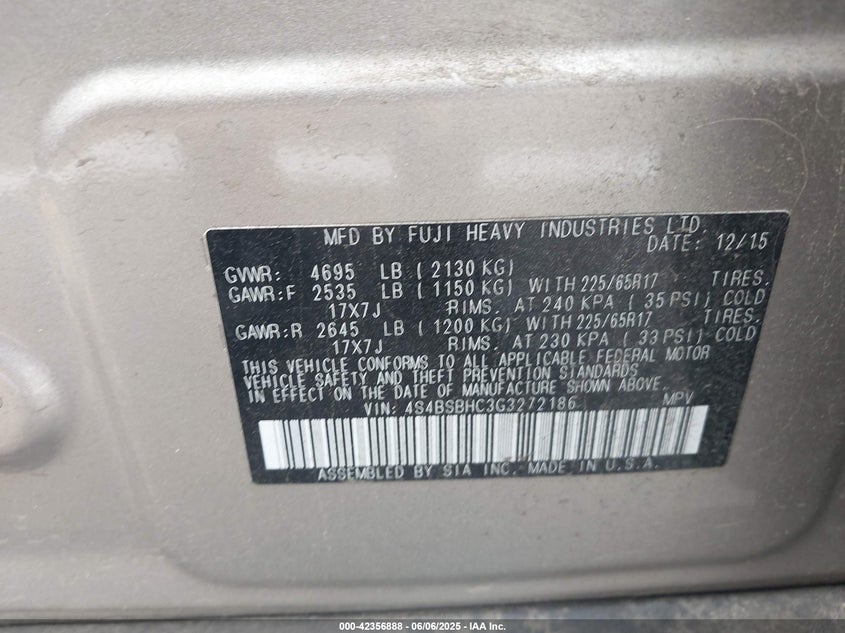 MFD BY FUJI HEAVY INDUSTRIES LTD.
DATE: 12/15
GVWR: 4695 LB ( 2130 KG)
GAWR:F 2535 LB ( 1150 KG) WITH 225/65R17 TIRES.
17X7J RIMS. AT 240 KPA ( 35 PSI) COLD
GAWR:R 2645 LB ( 1200 KG) WITH 225/65R17 TIRES.
17X7J RIMS. AT 230 KPA ( 33 PSI) COLD
THIS VEHICLE CONFORMS TO ALL APPLICABLE FEDERAL MOTOR
VEHICLE SAFETY AND THEFT PREVENTION STANDARDS
IN EFFECT ON THE DATE OF MANUFACTURE SHOWN ABOVE.
VIN: 4S4BSBHC3G3272186 MPV
ASSEMBLED BY SIA INC. MADE IN U.S.A.
000-42356888 - 06/06/2025 - IAA Inc.